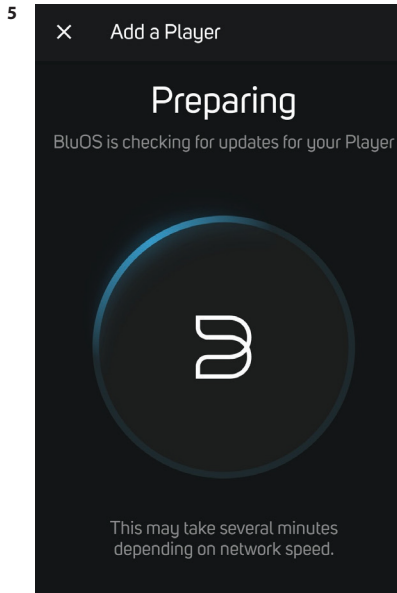 5
Add a Player
Preparing
BluOS is checking for updates for your Player
This may take several minutes
depending on network speed.